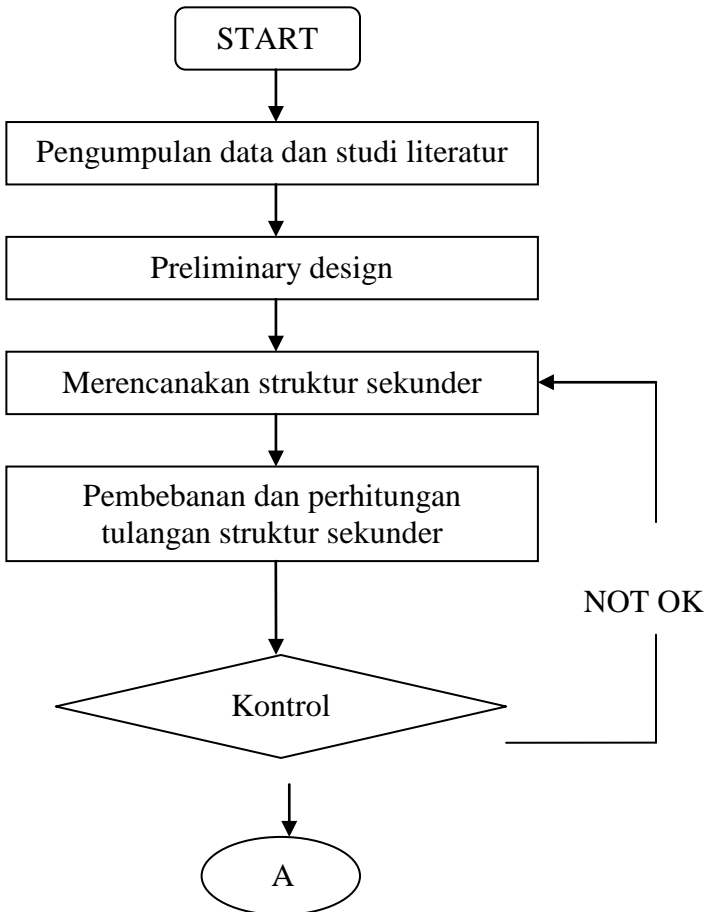 START
Pengumpulan data dan studi literatur
Preliminary design
Merencanakan struktur sekunder
Pembebanan dan perhitungan
tulangan struktur sekunder
NOT OK
Kontrol
A